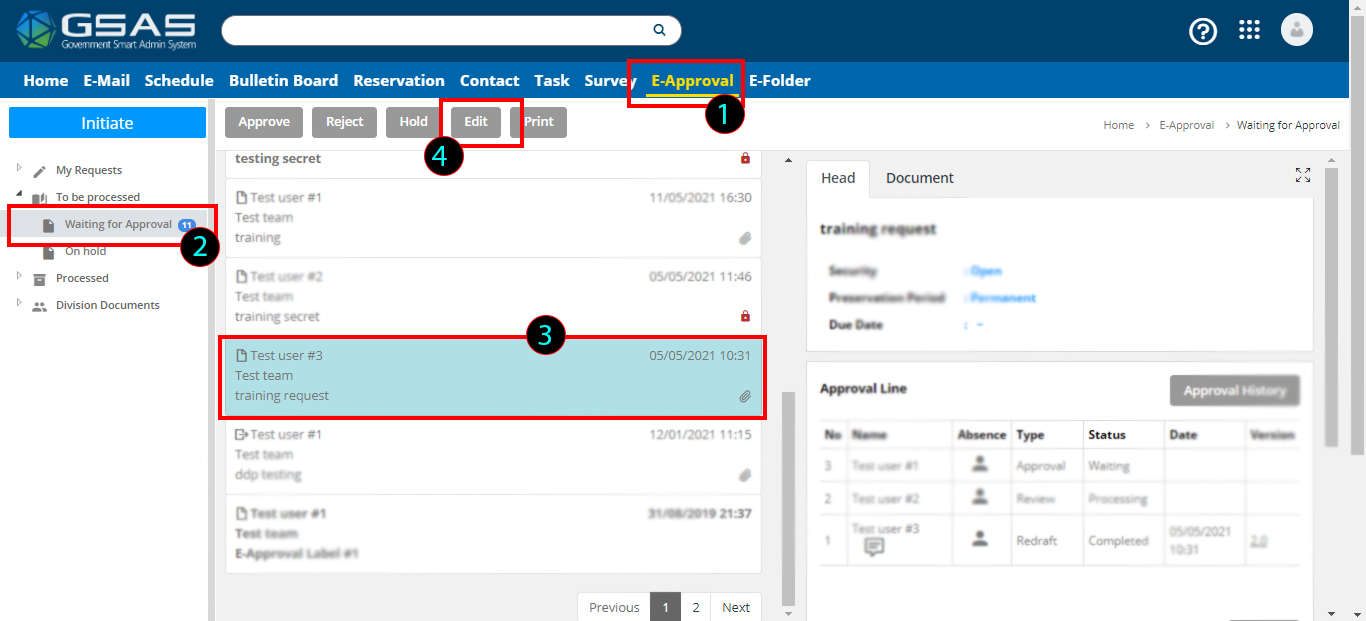 GSAS
Government Smart Admin System
Home E-Mail Schedule Bulletin Board Reservation Contact Task Survey E-Approval E-Folder
1
Initiate
Approve Reject Hold Edit Print
Home > E-Approval > Waiting for Approval
4
My Requests
To be processed
Waiting for Approval 11
2
On hold
Processed
Division Documents
testing secret
Test user #1 11/05/2021 16:30
Test team
training
Test user #2 05/05/2021 11:46
Test team
training secret
3
Test user #3 05/05/2021 10:31
Test team
training request
Test user #1 12/01/2021 11:15
Test team
ddp testing
Test user #1 31/08/2019 21:37
Test team
E-Approval Label #1
Previous 1 2 Next
Head Document
training request
Security : Open
Preservation Period : Permanent
Due Date : –
Approval Line Approval History
No Name Absence Type Status Date Version
3 Test user #1 Approval Waiting
2 Test user #2 Review Processing
1 Test user #3 Redraft Completed 05/05/2021 10:31 2.0